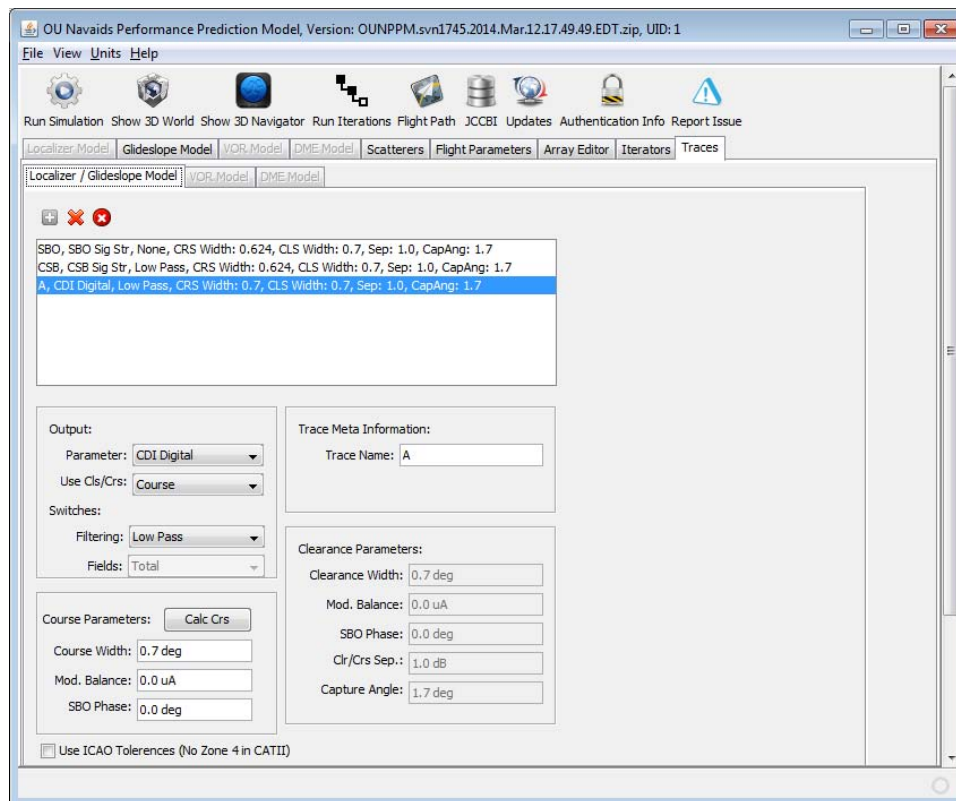 OU Navaids Performance Prediction Model, Version: OUNPPM.svn1745.2014.Mar.12.17.49.49.EDT.zip, UID: 1
File View Units Help
Run Simulation Show 3D World Show 3D Navigator Run Iterations Flight Path JCCBI Updates Authentication Info Report Issue
Localizer Model Glideslope Model VOR Model DME Model Scatterers Flight Parameters Array Editor Iterators Traces
Localizer / Glideslope Model VOR Model DME Model
SBO, SBO Sig Str, None, CRS Width: 0.624, CLS Width: 0.7, Sep: 1.0, CapAng: 1.7
CSB, CSB Sig Str, Low Pass, CRS Width: 0.624, CLS Width: 0.7, Sep: 1.0, CapAng: 1.7
A, CDI Digital, Low Pass, CRS Width: 0.7, CLS Width: 0.7, Sep: 1.0, CapAng: 1.7
Output:
Parameter: CDI Digital
Use Cls/Crs: Course
Switches:
Filtering: Low Pass
Fields: Total
Trace Meta Information:
Trace Name: A
Course Parameters: Calc Crs
Course Width: 0.7 deg
Mod. Balance: 0.0 uA
SBO Phase: 0.0 deg
Clearance Parameters:
Clearance Width: 0.7 deg
Mod. Balance: 0.0 uA
SBO Phase: 0.0 deg
Clr/Crs Sep.: 1.0 dB
Capture Angle: 1.7 deg
Use ICAO Tolerences (No Zone 4 in CATII)